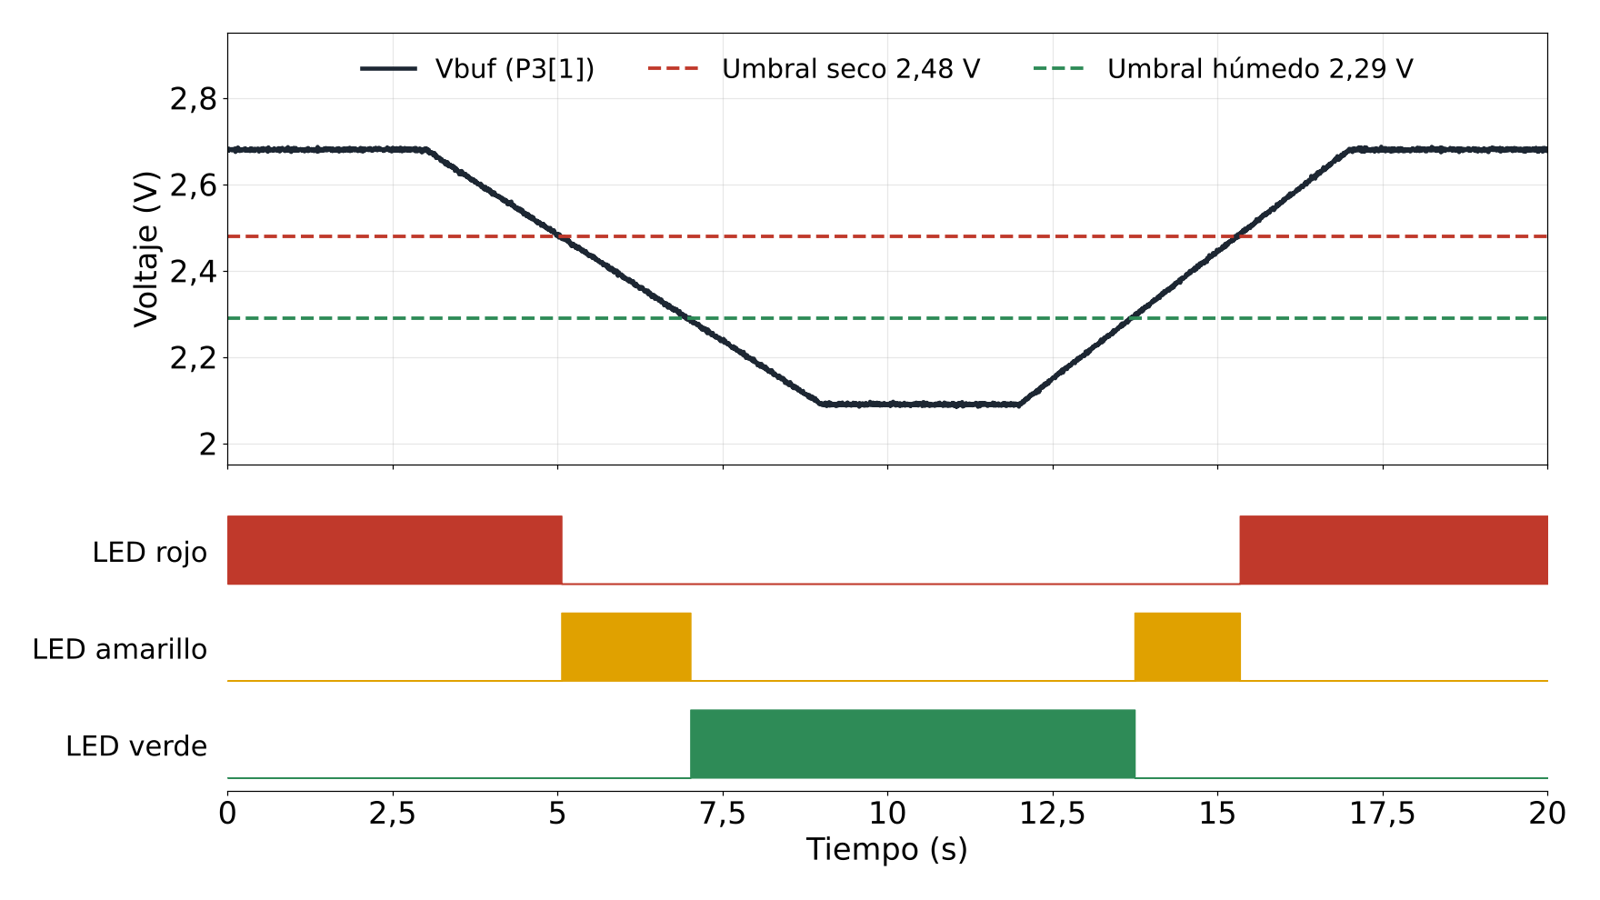 Vbuf (P3[1])
Umbral seco 2,48 V
Umbral húmedo 2,29 V
Voltaje (V)
2,8
2,6
2,4
2,2
2
LED rojo
LED amarillo
LED verde
0 2,5 5 7,5 10 12,5 15 17,5 20
Tiempo (s)